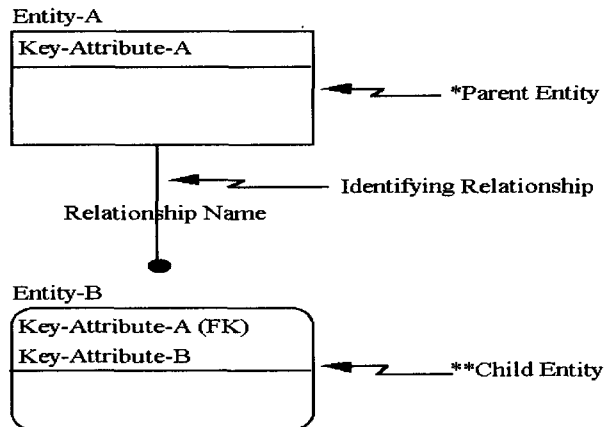 Entity-A
Key-Attribute-A
*Parent Entity
Identifying Relationship
Relationship Name
Entity-B
Key-Attribute-A (FK)
Key-Attribute-B
**Child Entity